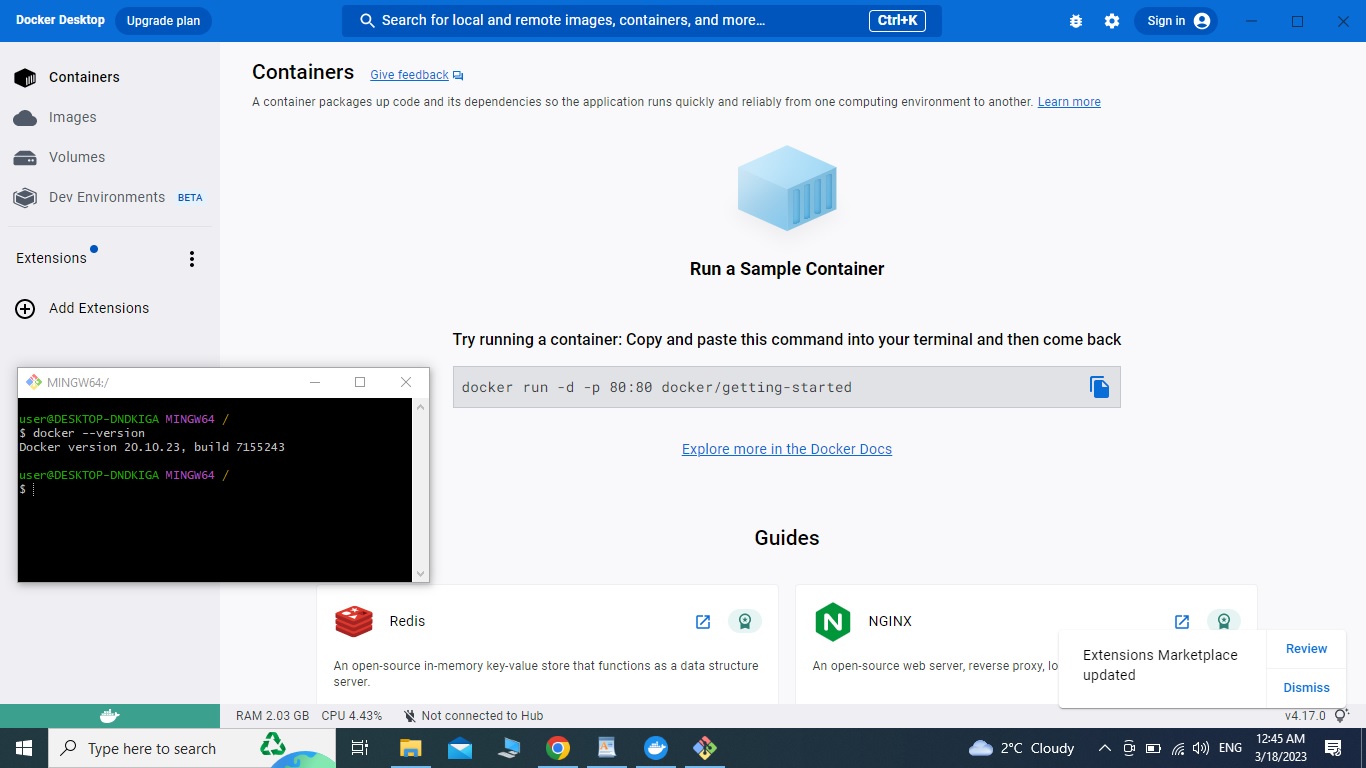 Docker Desktop
Upgrade plan
Search for local and remote images, containers, and more...
Ctrl+K
Sign in
Containers
Images
Volumes
Dev Environments BETA
Extensions
Add Extensions
Containers
Give feedback
A container packages up code and its dependencies so the application runs quickly and reliably from one computing environment to another. Learn more
Run a Sample Container
Try running a container: Copy and paste this command into your terminal and then come back
docker run -d -p 80:80 docker/getting-started
Explore more in the Docker Docs
MINGW64:/
user@DESKTOP-DNDKIGA MINGW64 /
$ docker --version
Docker version 20.10.23, build 7155243
user@DESKTOP-DNDKIGA MINGW64 /
$
Guides
Redis
An open-source in-memory key-value store that functions as a data structure
server.
NGINX
An open-source web server, reverse proxy, lo
Extensions Marketplace
updated
Review
Dismiss
RAM 2.03 GB CPU 4.43% Not connected to Hub
v4.17.0
Type here to search
2°C Cloudy
ENG
12:45 AM
3/18/2023